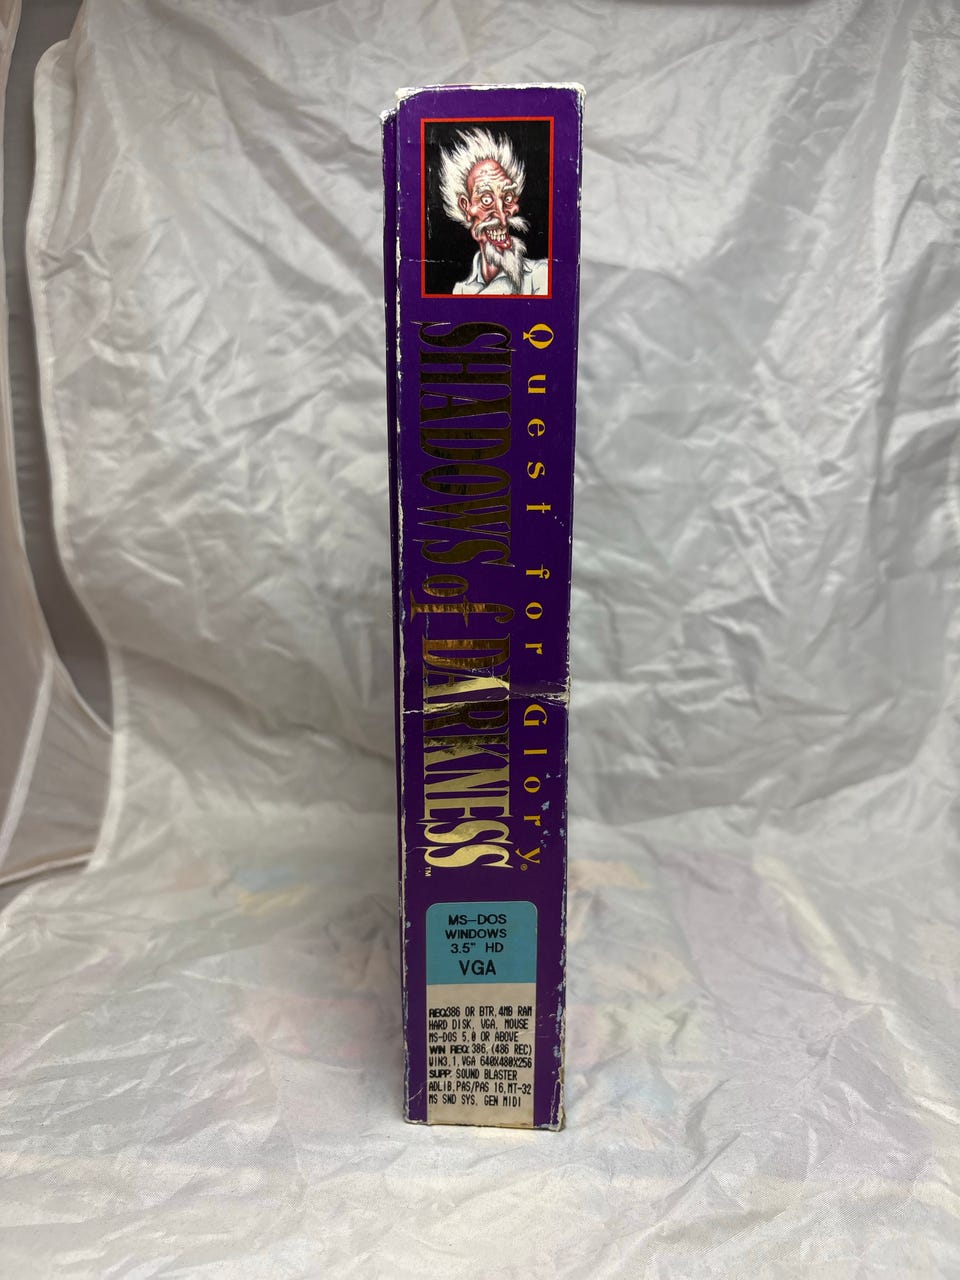 Quest for Glory®
SHADOWS of DARKNESS™
MS-DOS
WINDOWS
3.5" HD
VGA
REQ:386 OR BTR,4MB RAM
HARD DISK, VGA, MOUSE
MS-DOS 5.0 OR ABOVE
WIN REQ:386,(486 REC)
WIN3.1,VGA 640X480X256
SUPP: SOUND BLASTER
ADLIB,PAS/PAS 16,MT-32
MS SND SYS, GEN MIDI